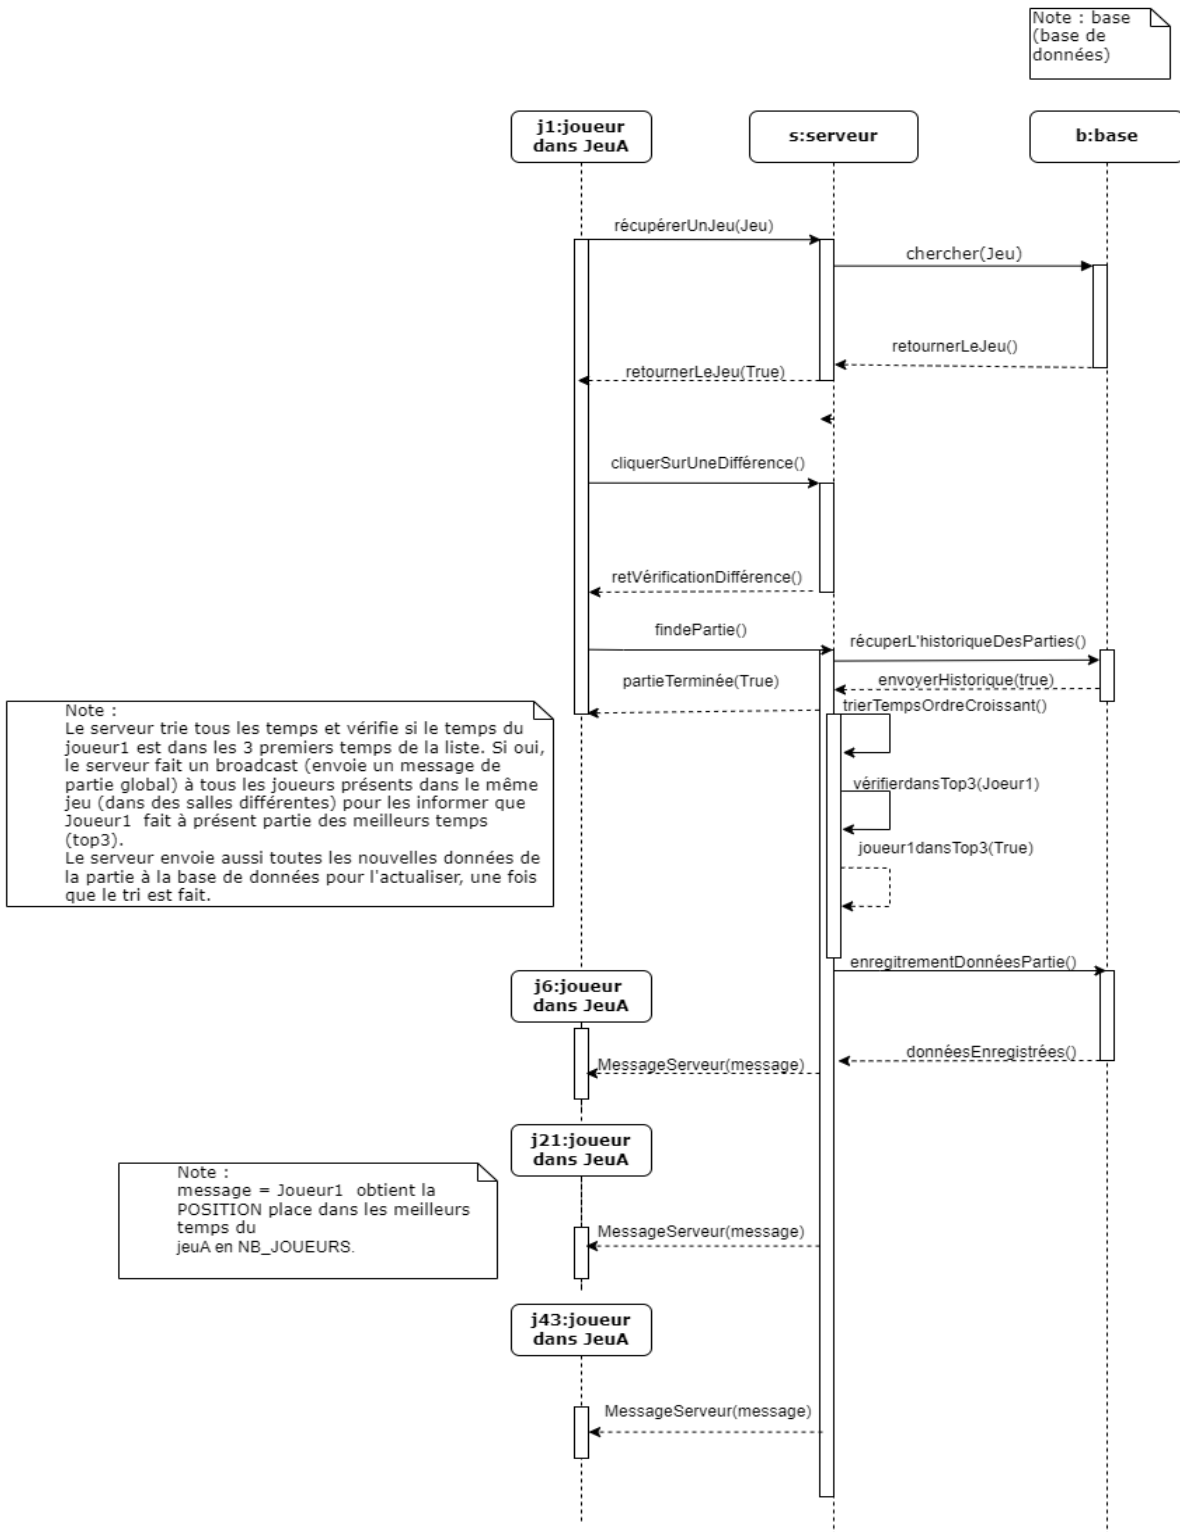 Note : base
(base de
données)
j1:joueur
dans JeuA
s:serveur
b:base
récupérerUnJeu(Jeu)
chercher(Jeu)
retournerLeJeu()
retournerLeJeu(True)
cliquerSurUneDifférence()
retVérificationDifférence()
findePartie()
récuperL'historiqueDesParties()
envoyerHistorique(true)
partieTerminée(True)
trierTempsOrdreCroissant()
Note :
Le serveur trie tous les temps et vérifie si le temps du
joueur1 est dans les 3 premiers temps de la liste. Si oui,
le serveur fait un broadcast (envoie un message de
partie global) à tous les joueurs présents dans le même
jeu (dans des salles différentes) pour les informer que
Joueur1  fait à présent partie des meilleurs temps
(top3).
Le serveur envoie aussi toutes les nouvelles données de
la partie à la base de données pour l'actualiser, une fois
que le tri est fait.
vérifierdansTop3(Joeur1)
joueur1dansTop3(True)
enregitrementDonnéesPartie()
j6:joueur
dans JeuA
donnéesEnregistrées()
MessageServeur(message)
j21:joueur
dans JeuA
Note :
message = Joueur1  obtient la
POSITION place dans les meilleurs
temps du
jeuA en NB_JOUEURS.
MessageServeur(message)
j43:joueur
dans JeuA
MessageServeur(message)